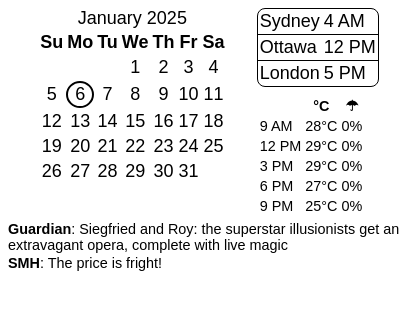 January 2025
Su Mo Tu We Th Fr Sa
1 2 3 4
5 6 7 8 9 10 11
12 13 14 15 16 17 18
19 20 21 22 23 24 25
26 27 28 29 30 31
Sydney 4 AM
Ottawa 12 PM
London 5 PM
°C ☂
9 AM 28°C 0%
12 PM 29°C 0%
3 PM 29°C 0%
6 PM 27°C 0%
9 PM 25°C 0%
Guardian: Siegfried and Roy: the superstar illusionists get an
extravagant opera, complete with live magic
SMH: The price is fright!